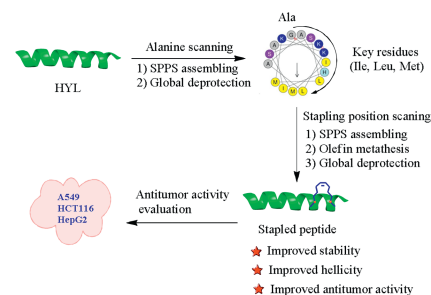 Alanine scanning
1) SPPS assembling
2) Global deprotection
HYL
Ala
K G A S
A K
S K
G I
A H
M L
I M L
Key residues
(Ile, Leu, Met)
Stapling position scaning
1) SPPS assembling
2) Olefin metathesis
3) Global deprotection
A549
HCT116
HepG2
Antitumor activity
evaluation
Stapled peptide
Improved stability
Improved hellicity
Improved antitumor activity